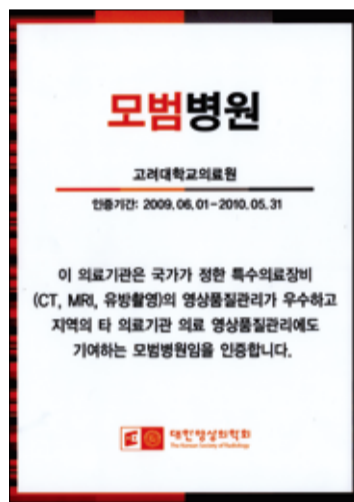 모범병원
고려대학교의료원
인증기간: 2009.06.01-2010.05.31
이 의료기관은 국가가 정한 특수의료장비
(CT, MRI, 유방촬영)의 영상품질관리가 우수하고
지역의 타 의료기관 의료 영상품질관리에도
기여하는 모범병원임을 인증합니다.
대한영상의학회
The Korean Society of Radiology